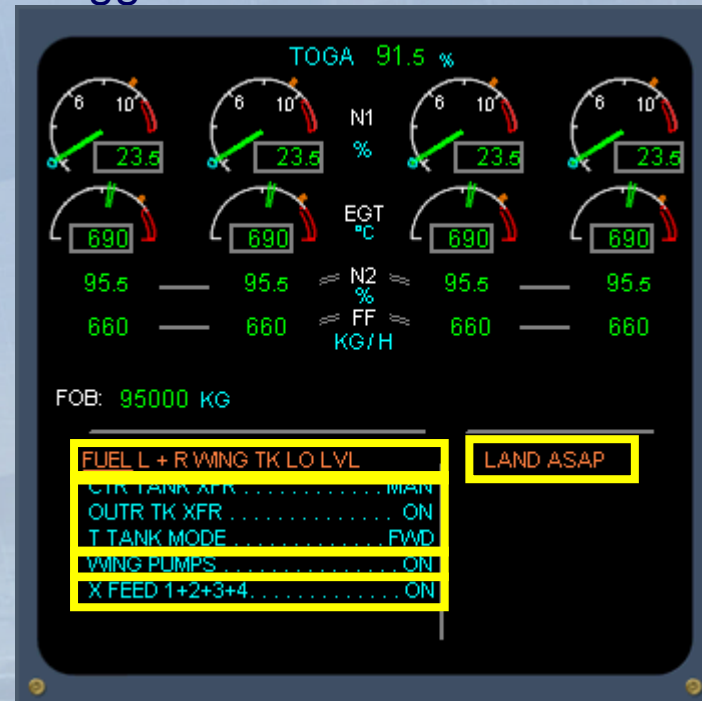 TOGA 91.5 %
6 10 6 10 N1 6 10 6 10
23.5 23.5 % 23.5 23.5
EGT
690 690 °C 690 690
95.5 95.5 N2 95.5 95.5
%
660 660 FF 660 660
KG/H
FOB: 95000 KG
FUEL L + R WING TK LO LVL LAND ASAP
CTR TANK XFR . . . . . . . . . . . . MAN
OUTR TK XFR . . . . . . . . . . . . . . ON
T TANK MODE . . . . . . . . . . . . . FWD
WING PUMPS . . . . . . . . . . . . . . . ON
X FEED 1+2+3+4. . . . . . . . . . . . . ON